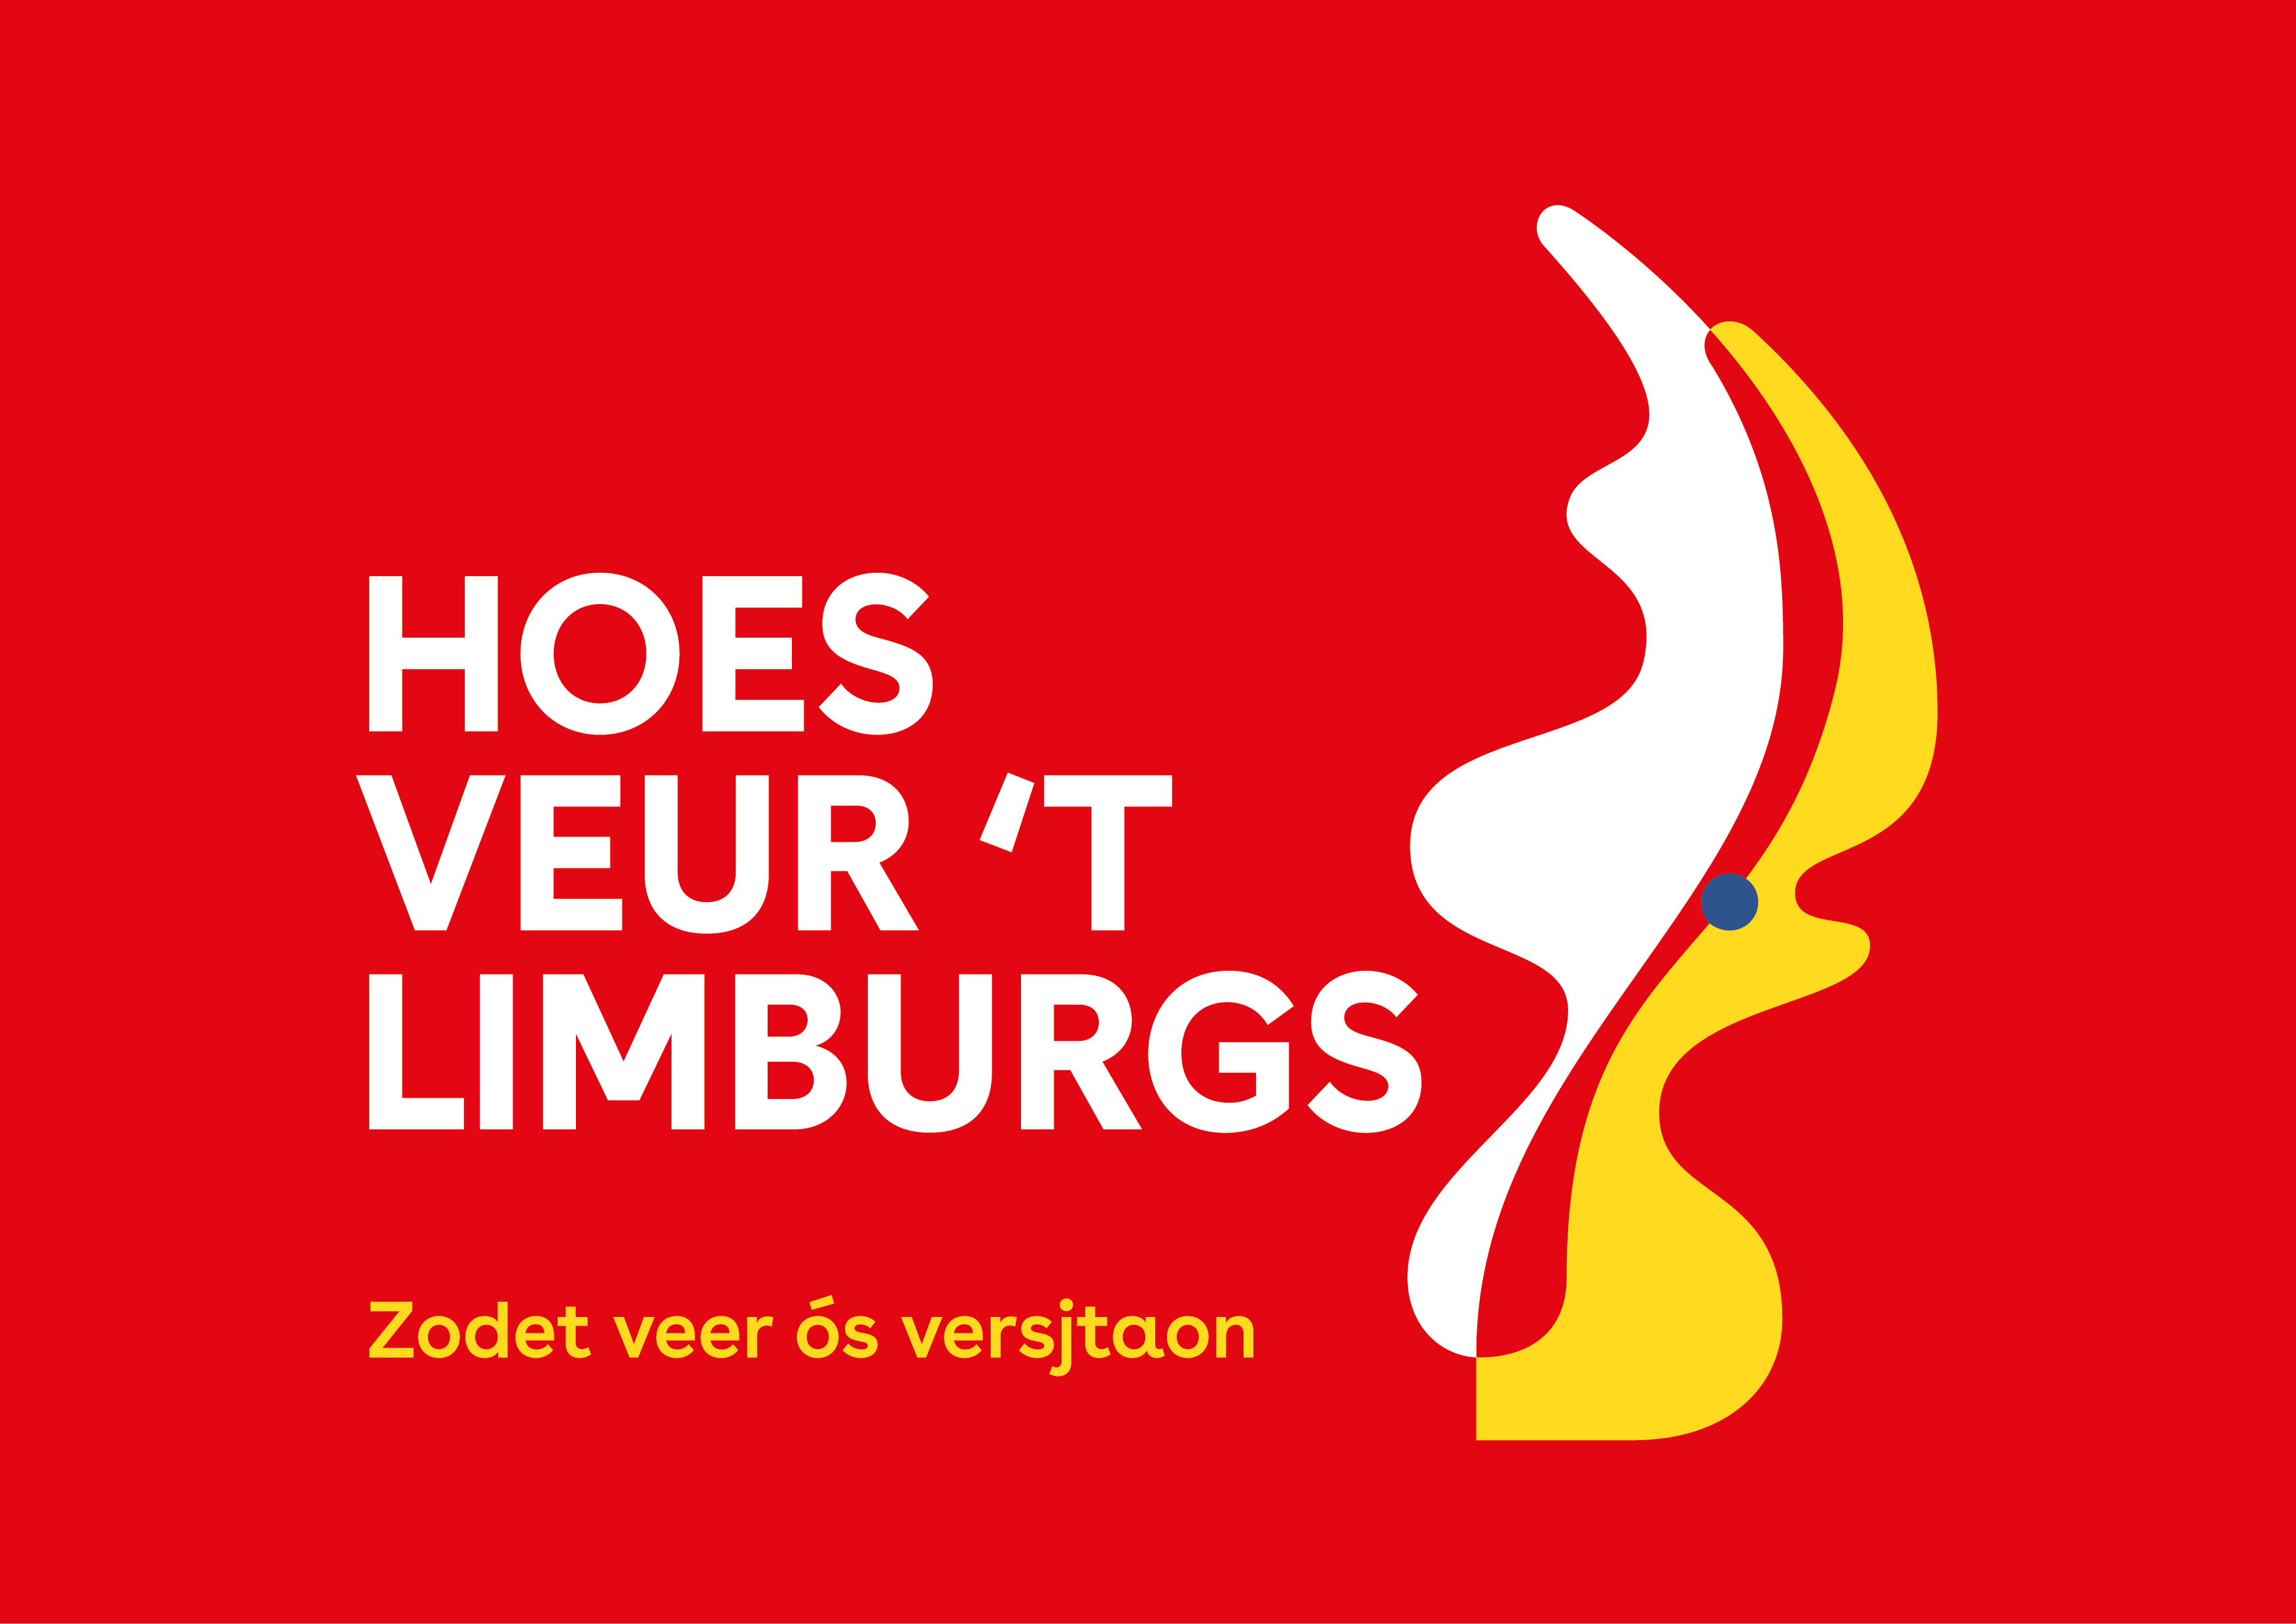 HOES
VEUR ‘T
LIMBURGS
Zodet veer ós versjtaon